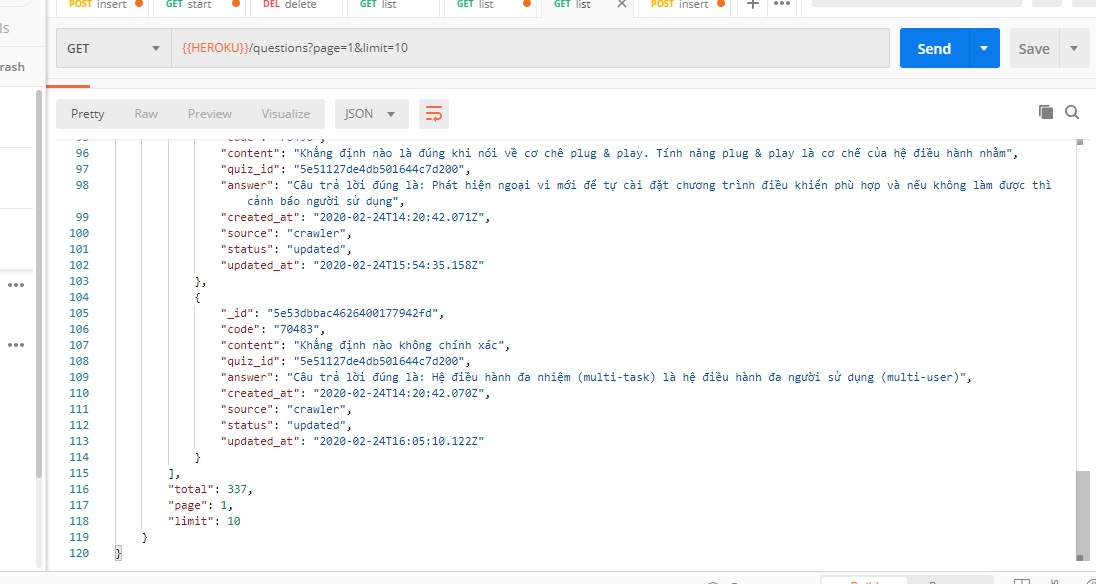 POST insert GET start DEL delete GET list GET list GET list POST insert
GET {{HEROKU}}/questions?page=1&limit=10 Send Save
rash
Pretty Raw Preview Visualize JSON
96 "content": "Khẳng định nào là đúng khi nói về cơ chê plug & play. Tính năng plug & play là cơ chế của hệ điều hành nhằm",
97 "quiz_id": "5e51127de4db501644c7d200",
98 "answer": "Câu trả lời đúng là: Phát hiện ngoại vi mới để tự cài đặt chương trình điều khiển phù hợp và nếu không làm được thì
cảnh báo người sử dụng",
99 "created_at": "2020-02-24T14:20:42.071Z",
100 "source": "crawler",
101 "status": "updated",
102 "updated_at": "2020-02-24T15:54:35.158Z"
103 },
104 {
105 "_id": "5e53dbbac4626400177942fd",
106 "code": "70483",
107 "content": "Khẳng định nào không chính xác",
108 "quiz_id": "5e51127de4db501644c7d200",
109 "answer": "Câu trả lời đúng là: Hệ điều hành đa nhiệm (multi-task) là hệ điều hành đa người sử dụng (multi-user)",
110 "created_at": "2020-02-24T14:20:42.070Z",
111 "source": "crawler",
112 "status": "updated",
113 "updated_at": "2020-02-24T16:05:10.122Z"
114 }
115 ],
116 "total": 337,
117 "page": 1,
118 "limit": 10
119 }
120 }